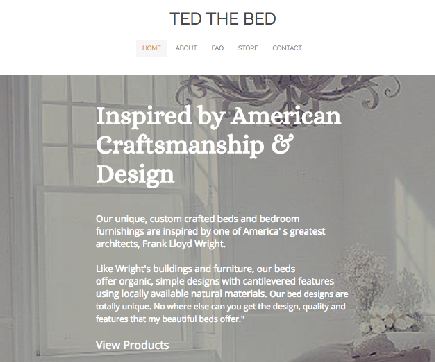 TED THE BED
HOME ABOUT FAQ STORE CONTACT
Inspired by American
Craftsmanship &
Design
Our unique, custom crafted beds and bedroom
furnishings are inspired by one of America' s greatest
architects, Frank Lloyd Wright.
Like Wright's buildings and furniture, our beds
offer organic, simple designs with cantilevered features
using locally available natural materials. Our bed designs are
totally unique. No where else can you get the design, quality and
features that my beautiful beds offer."
View Products